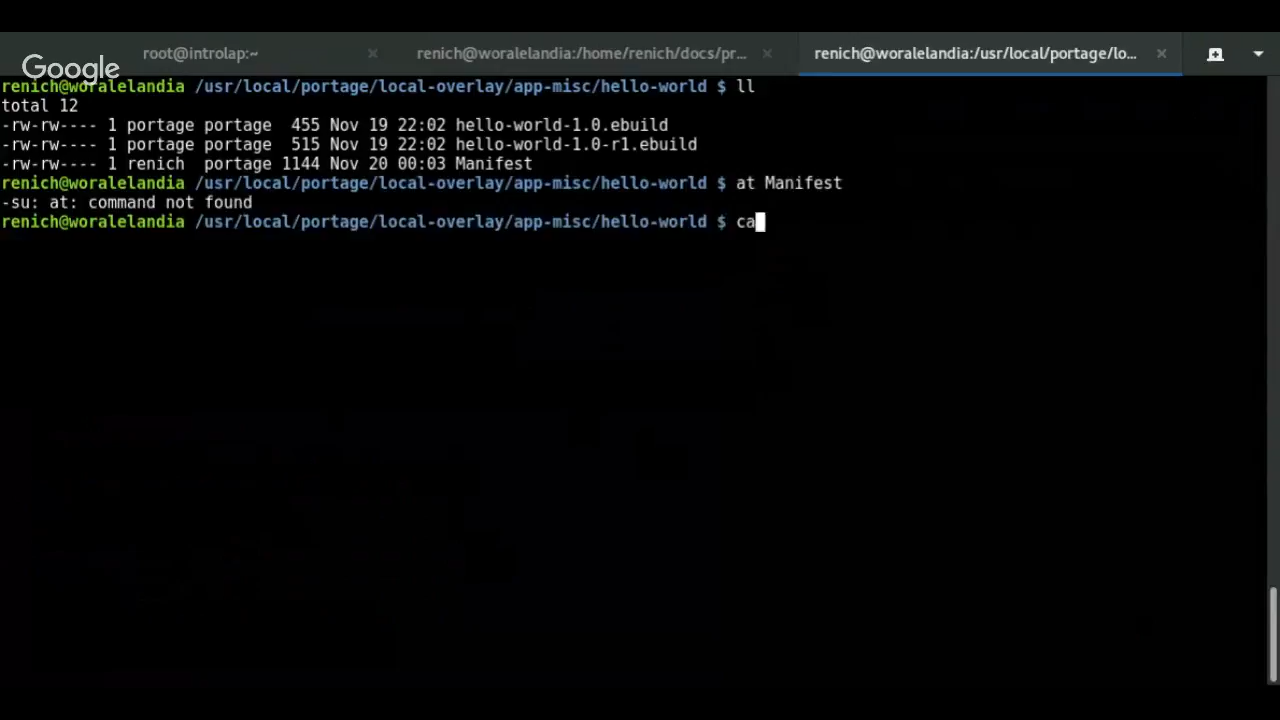 root@introlap:~
renich@woralelandia:/home/renich/docs/pr...
renich@woralelandia:/usr/local/portage/lo...
Google
renich@woralelandia /usr/local/portage/local-overlay/app-misc/hello-world $ ll
total 12
-rw-rw---- 1 portage portage  455 Nov 19 22:02 hello-world-1.0.ebuild
-rw-rw---- 1 portage portage  515 Nov 19 22:02 hello-world-1.0-r1.ebuild
-rw-rw---- 1 renich  portage 1144 Nov 20 00:03 Manifest
renich@woralelandia /usr/local/portage/local-overlay/app-misc/hello-world $ at Manifest
-su: at: command not found
renich@woralelandia /usr/local/portage/local-overlay/app-misc/hello-world $ ca